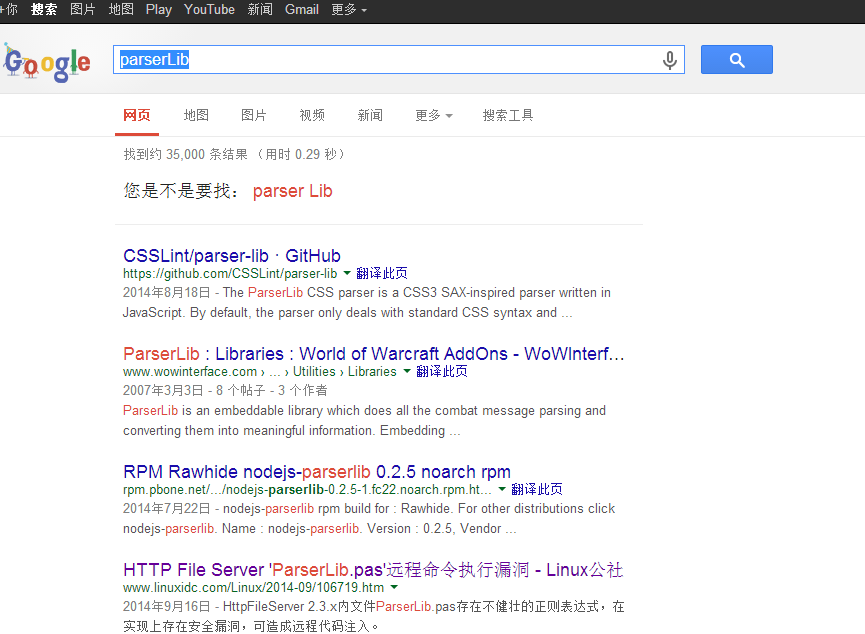 +你 搜索 图片 地图 Play YouTube 新闻 Gmail 更多
Google
parserLib
网页 地图 图片 视频 新闻 更多 搜索工具
找到约 35,000 条结果 （用时 0.29 秒）
您是不是要找： parser Lib
CSSLint/parser-lib · GitHub
https://github.com/CSSLint/parser-lib 翻译此页
2014年8月18日 - The ParserLib CSS parser is a CSS3 SAX-inspired parser written in
JavaScript. By default, the parser only deals with standard CSS syntax and ...
ParserLib : Libraries : World of Warcraft AddOns - WoWInterf...
www.wowinterface.com › ... › Utilities › Libraries 翻译此页
2007年3月3日 - 8 个帖子 - 3 个作者
ParserLib is an embeddable library which does all the combat message parsing and
converting them into meaningful information. Embedding ...
RPM Rawhide nodejs-parserlib 0.2.5 noarch rpm
rpm.pbone.net/.../nodejs-parserlib-0.2.5-1.fc22.noarch.rpm.ht... 翻译此页
2014年7月22日 - nodejs-parserlib rpm build for : Rawhide. For other distributions click
nodejs-parserlib. Name : nodejs-parserlib. Version : 0.2.5, Vendor ...
HTTP File Server 'ParserLib.pas'远程命令执行漏洞 - Linux公社
www.linuxidc.com/Linux/2014-09/106719.htm
2014年9月16日 - HttpFileServer 2.3.x内文件ParserLib.pas存在不健壮的正则表达式，在
实现上存在安全漏洞，可造成远程代码注入。